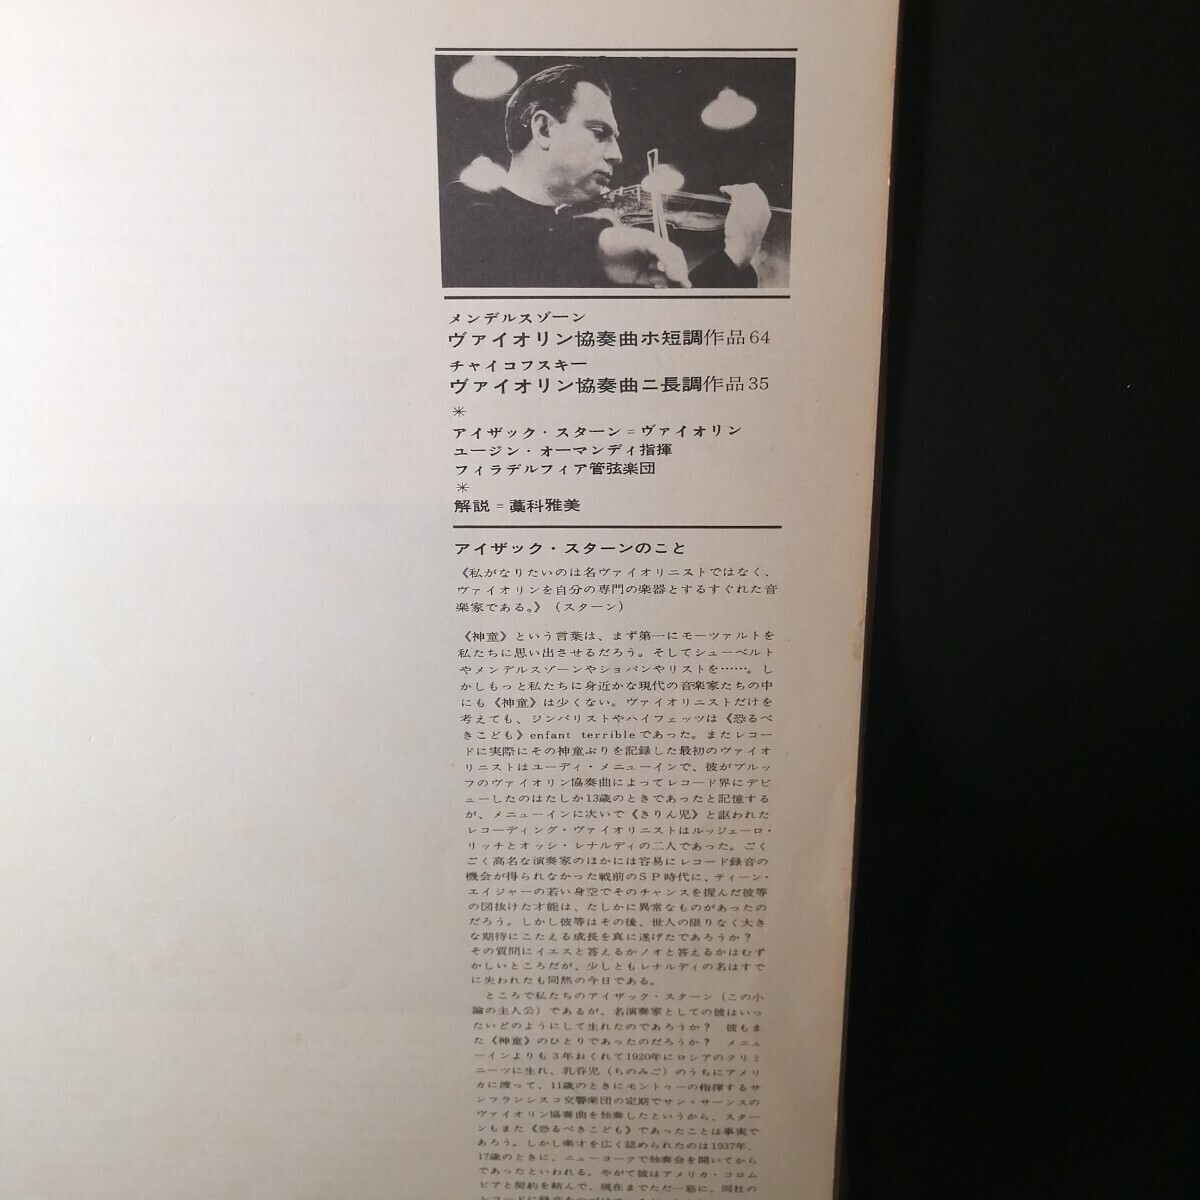 メンデルスゾーン
ヴァイオリン協奏曲ホ短調作品64
チャイコフスキー
ヴァイオリン協奏曲ニ長調作品35
＊
アイザック・スターン＝ヴァイオリン
ユージン・オーマンディ指揮
フィラデルフィア管弦楽団
＊
解説＝藁科雅美
アイザック・スターンのこと
《私がなりたいのは名ヴァイオリニストではなく、
ヴァイオリンを自分の専門の楽器とするすぐれた音
楽家である。》（スターン）
《神童》という言葉は、まず第一にモーツァルトを
私たちに思い出させるだろう。そしてシューベルト
やメンデルスゾーンやショパンやリストを……。し
かしもっと私たちに身近かな現代の音楽家たちの中
にも《神童》は少くない。ヴァイオリニストだけを
考えても、ジンバリストやハイフェッツは《恐るべ
きこども》enfant terribleであった。またレコー
ドに実際にその神童ぶりを記録した最初のヴァイオ
リニストはユーディ・メニューインで、彼がブルッ
フのヴァイオリン協奏曲によってレコード界にデビ
ューしたのはたしか13歳のときであったと記憶する
が、メニューインに次いで《きりん児》と謳われた
レコーディング・ヴァイオリニストはルッジェーロ・
リッチとオッシ・レナルディの二人であった。ごく
ごく高名な演奏家のほかには容易にレコード録音の
機会が得られなかった戦前のＳＰ時代に、ティーン・
エイジャーの若い身空でそのチャンスを握んだ彼等
の図抜けた才能は、たしかに異常なものがあったの
だろう。しかし彼等はその後、世人の限りなく大き
な期待にこたえる成長を真に遂げたであろうか？
その質問にイエスと答えるかノオと答えるかはむず
かしいところだが、少しともレナルディの名はすで
に失われたも同然の今日である。
ところで私たちのアイザック・スターン（この小
論の主人公）であるが、名演奏家としての彼はいっ
たいどのようにして生れたのであろうか？　彼もま
た《神童》のひとりであったのだろうか？　メニュ
ーインよりも３年おくれて1920年にロシアのクリミ
ニーツに生れ、乳呑児（ちのみご）のうちにアメリ
カに渡って、11歳のときにモントゥーの指揮するサ
ンフランシスコ交響楽団の定期でサン＝サーンスの
ヴァイオリン協奏曲を独奏したというから、スター
ンもまた《恐るべきこども》であったことは事実で
あろう。しかし楽才を広く認められたのは1937年、
17歳のときに、ニューヨークで独奏会を開いてから
であったといわれる。やがて彼はアメリカ・コロム
ビアと契約を結んで、現在までただ一筋に、同社の